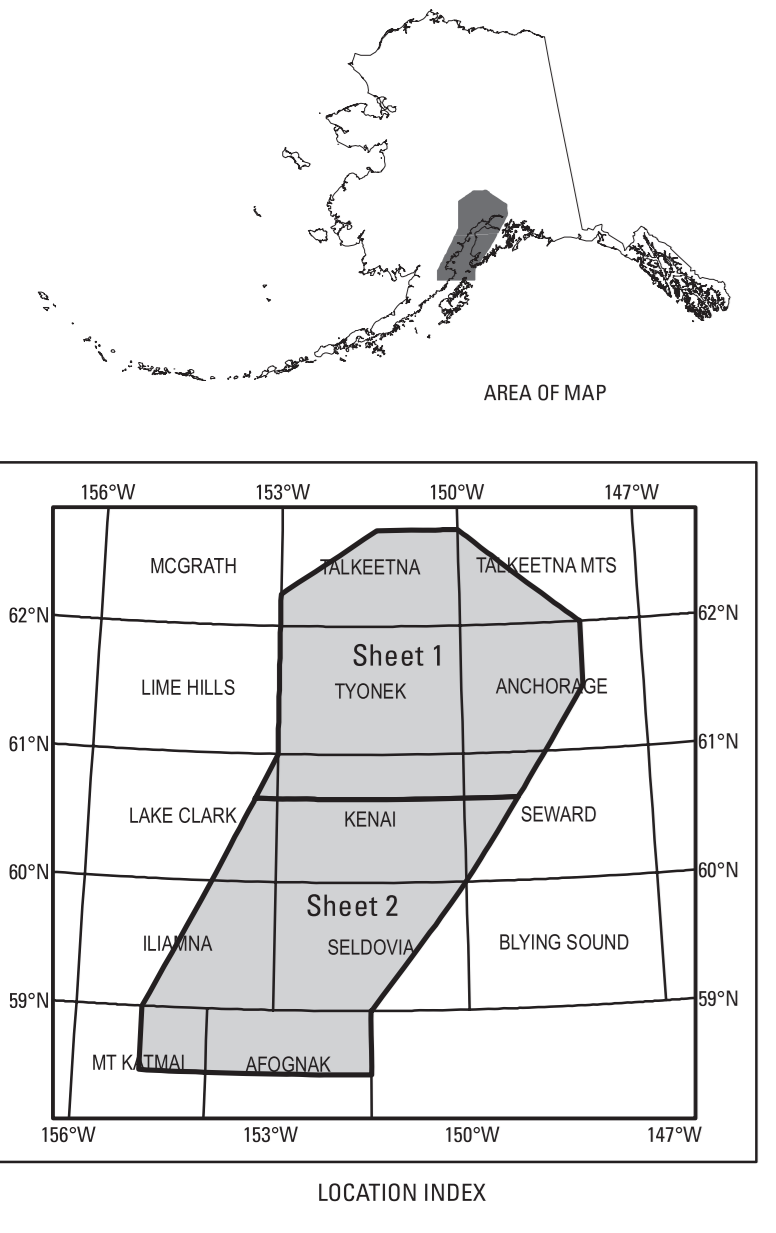 AREA OF MAP
156°W 153°W 150°W 147°W
MCGRATH TALKEETNA TALKEETNA MTS
62°N 62°N
Sheet 1
LIME HILLS TYONEK ANCHORAGE
61°N 61°N
LAKE CLARK KENAI SEWARD
60°N 60°N
Sheet 2
ILIAMNA SELDOVIA BLYING SOUND
59°N 59°N
MT KATMAI AFOGNAK
156°W 153°W 150°W 147°W
LOCATION INDEX